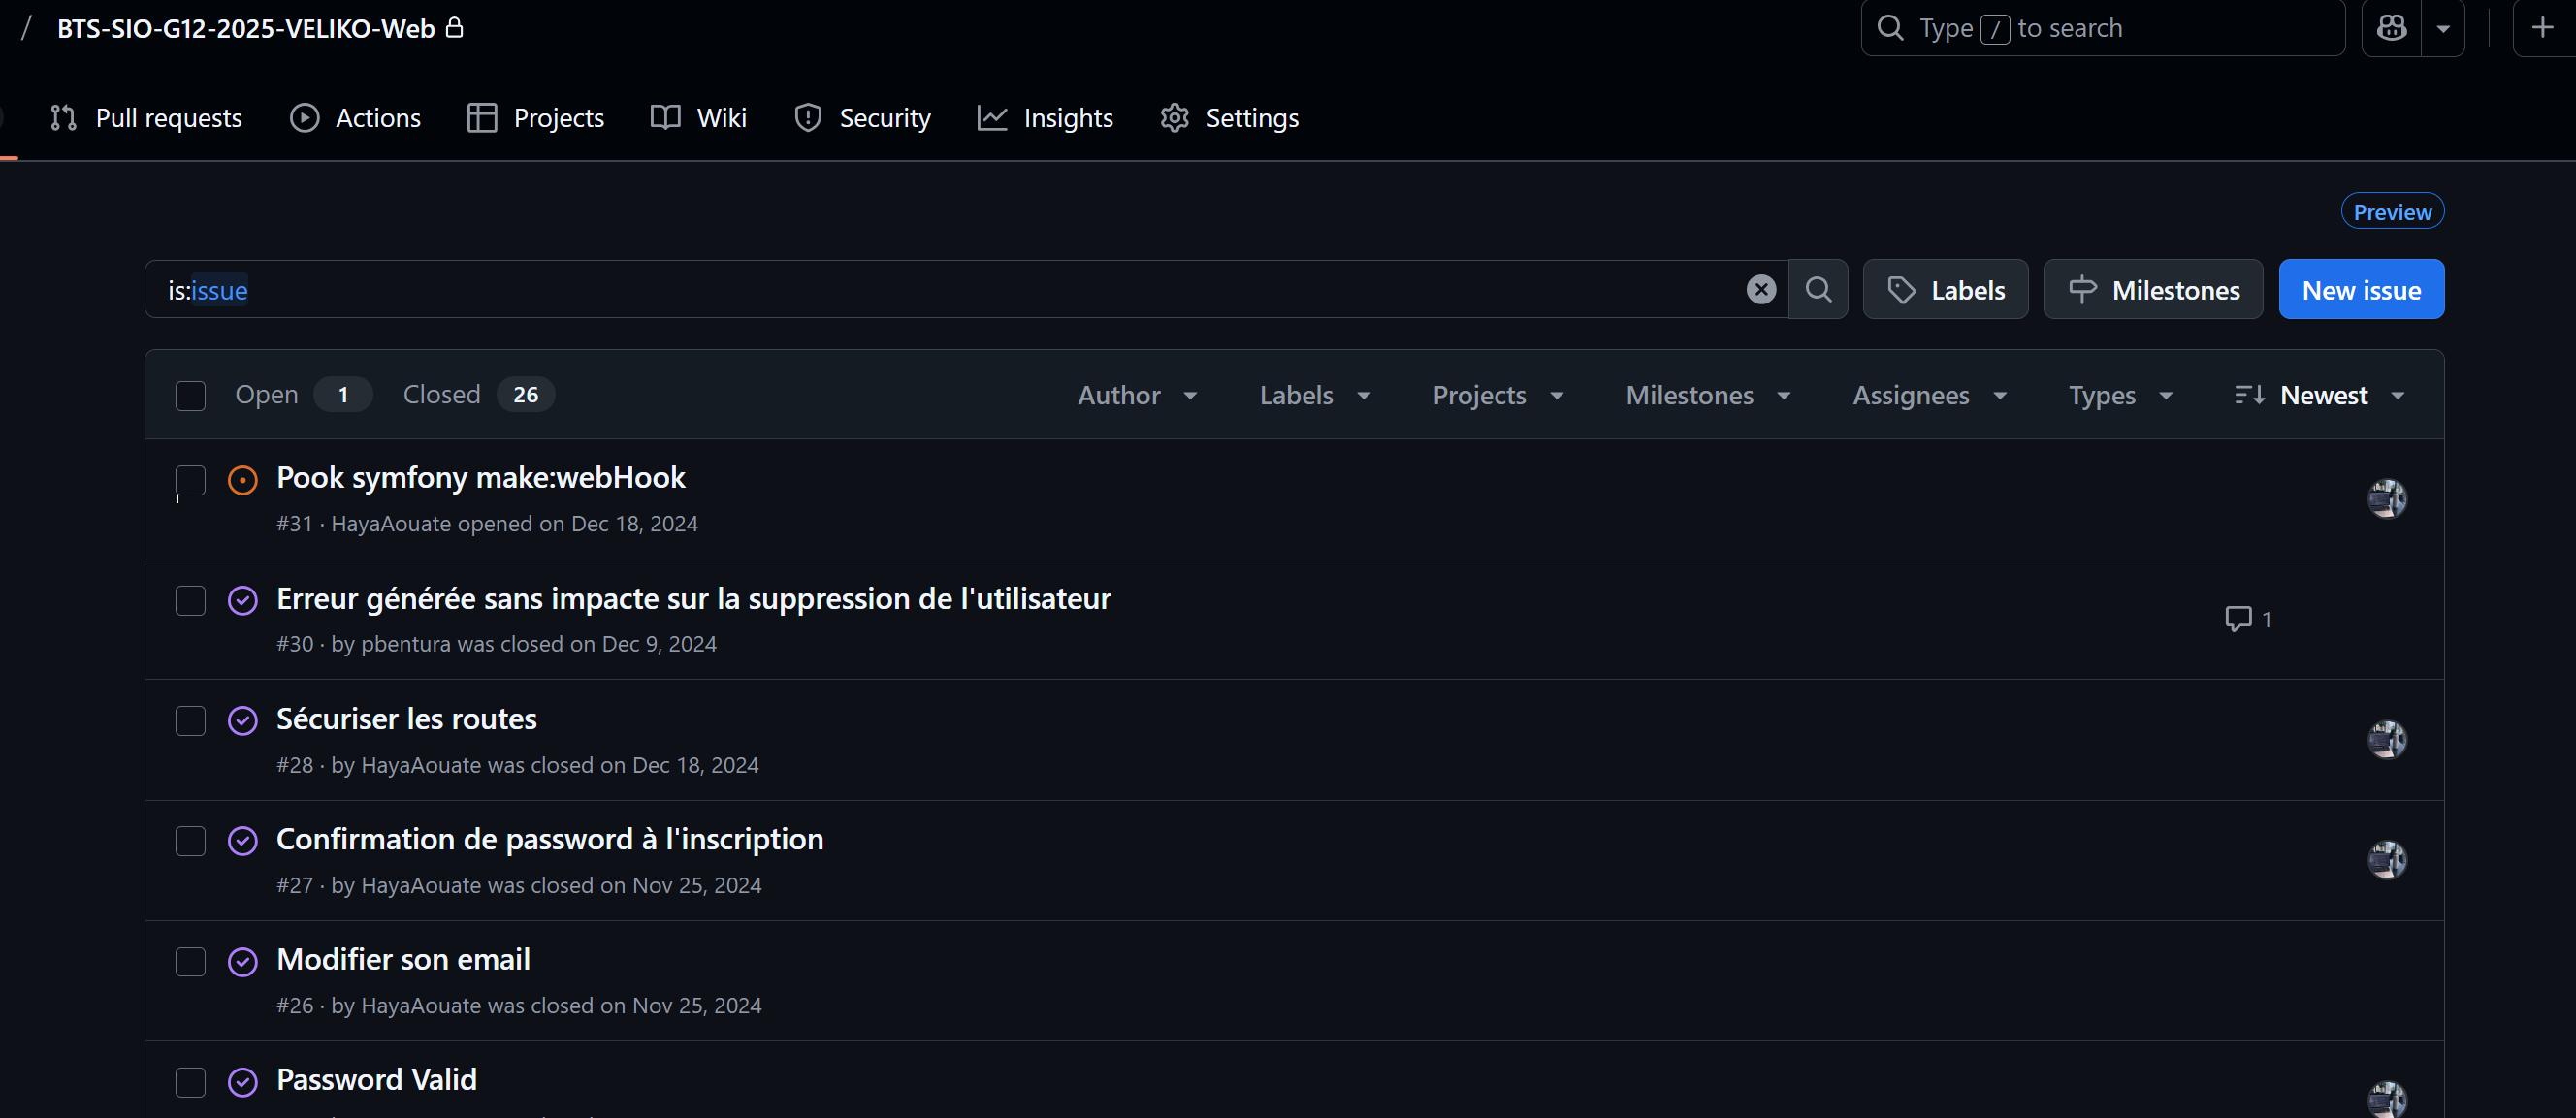 / BTS-SIO-G12-2025-VELIKO-Web Type / to search
Pull requests Actions Projects Wiki Security Insights Settings
Preview
is:issue Labels Milestones New issue
Open 1 Closed 26 Author Labels Projects Milestones Assignees Types Newest
Pook symfony make:webHook
#31 · HayaAouate opened on Dec 18, 2024
Erreur générée sans impacte sur la suppression de l'utilisateur
1
#30 · by pbentura was closed on Dec 9, 2024
Sécuriser les routes
#28 · by HayaAouate was closed on Dec 18, 2024
Confirmation de password à l'inscription
#27 · by HayaAouate was closed on Nov 25, 2024
Modifier son email
#26 · by HayaAouate was closed on Nov 25, 2024
Password Valid